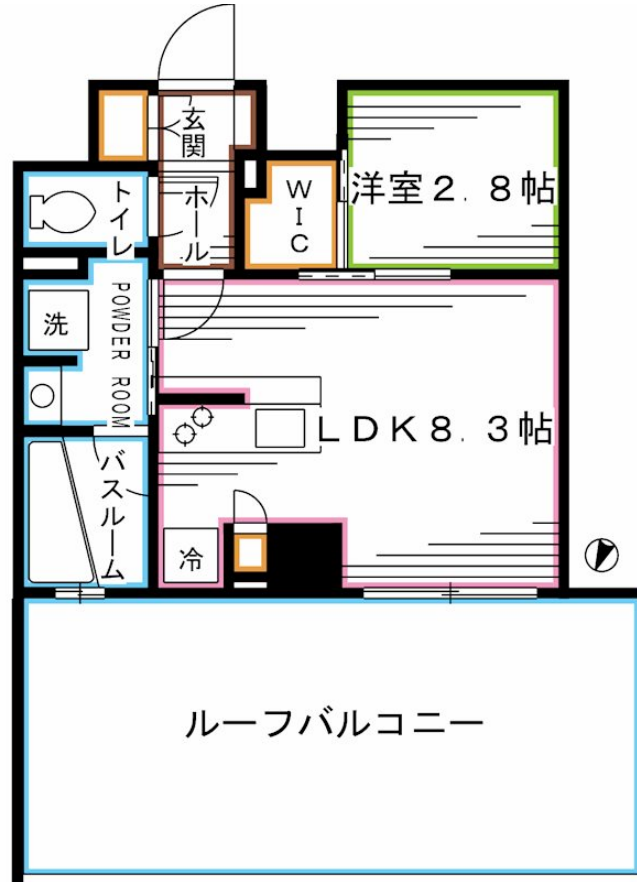 玄関
ホール
トイレ
WIC
洋室2.8帖
洗
POWDER ROOM
LDK8.3帖
バスルーム
冷
ルーフバルコニー